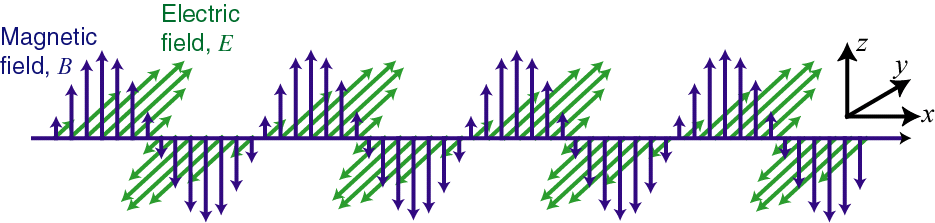 Electric
field, E
Magnetic
field, B
z
y
x